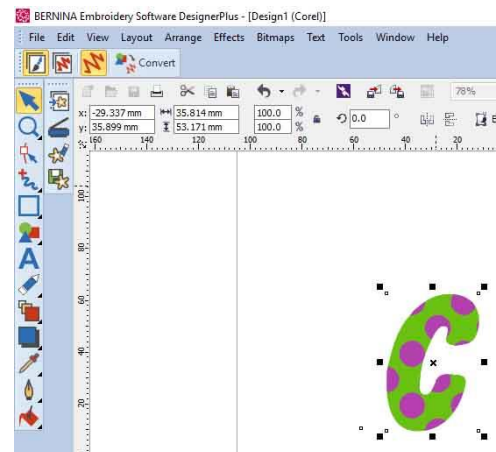 BERNINA Embroidery Software DesignerPlus - [Design1 (Corel)]
File Edit View Layout Arrange Effects Bitmaps Text Tools Window Help
Convert
78%
x: -29.337 mm 35.814 mm 100.0 % 0.0 °
y: 35.899 mm 53.171 mm 100.0 %
160 140 120 100 80 60 40 20
100
80
60
40
20
C